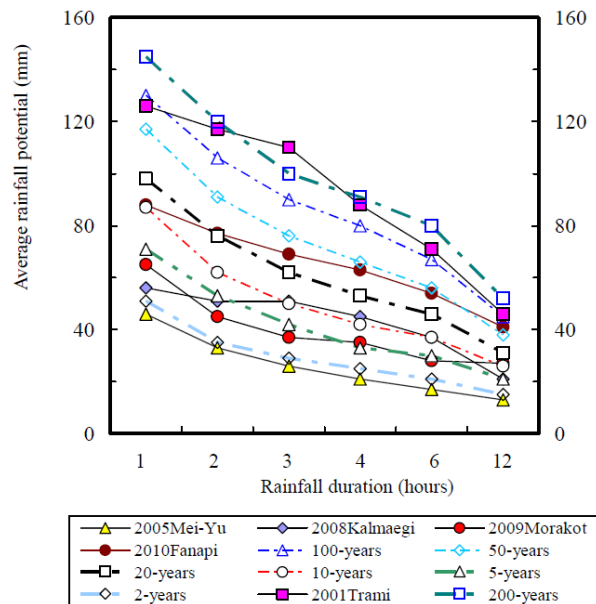 160 160
120 120
80 80
40 40
0 0
Average rainfall potential (mm)
1 2 3 4 6 12
Rainfall duration (hours)
2005Mei-Yu 2008Kalmaegi 2009Morakot
2010Fanapi 100-years 50-years
20-years 10-years 5-years
2-years 2001Trami 200-years